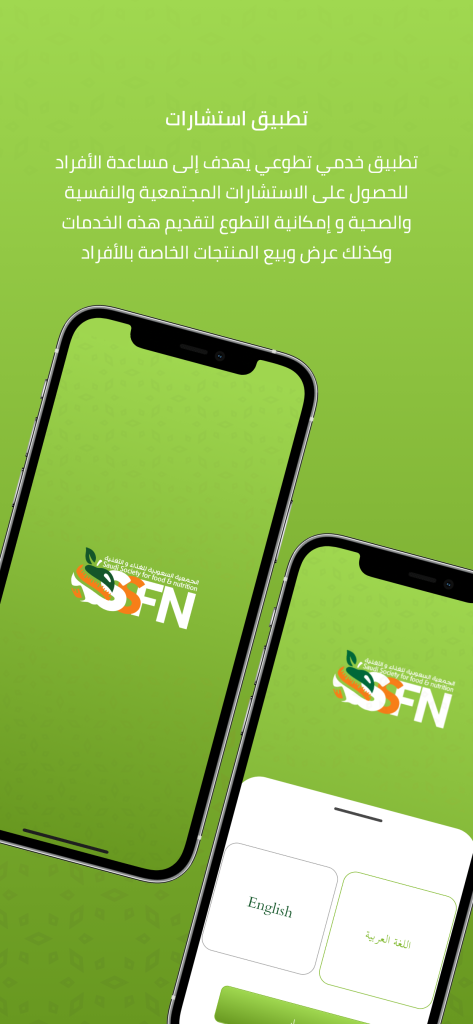 تطبيق استشارات
تطبيق خدمي تطوعي يهدف إلى مساعدة الأفراد
للحصول على الاستشارات المجتمعية والنفسية
والصحية و إمكانية التطوع لتقديم هذه الخدمات
وكذلك عرض وبيع المنتجات الخاصة بالأفراد
الجمعية السعودية للغذاء و التغذية
Saudi Society for food & nutrition
SSFN
الجمعية السعودية للغذاء و التغذية
Saudi Society for food & nutrition
SSFN
English
اللغة العربية